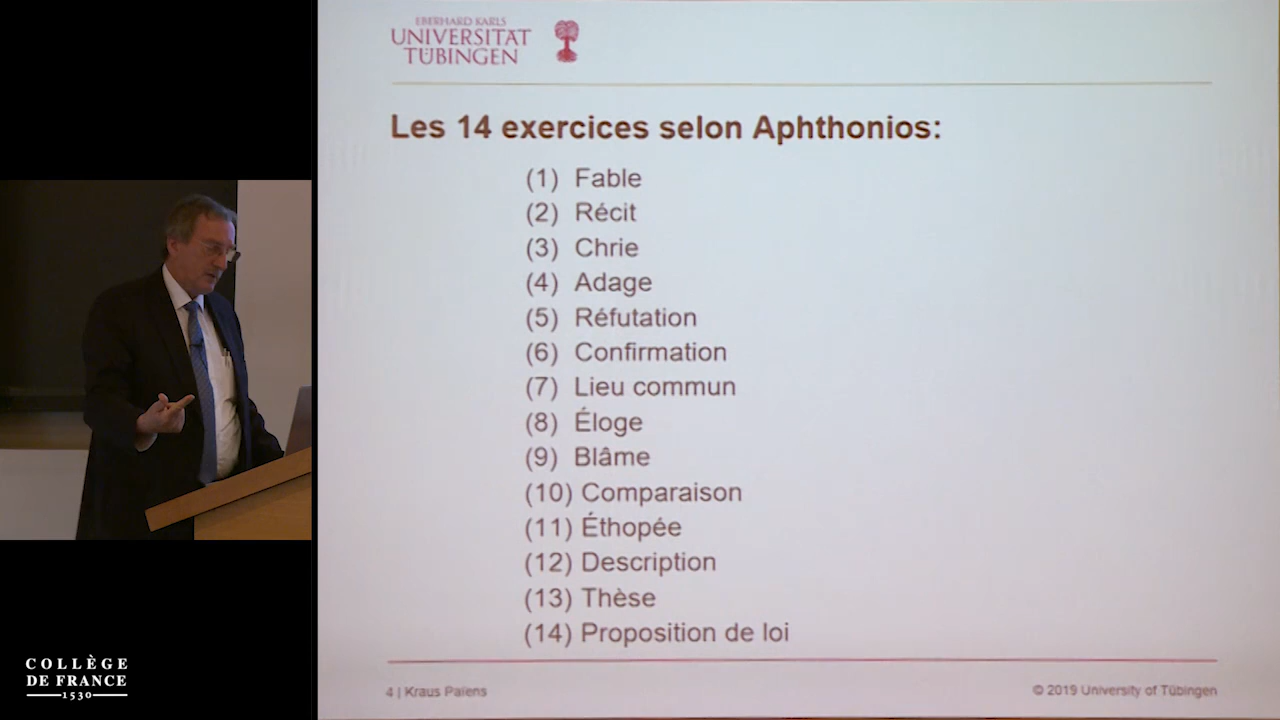 EBERHARD KARLS
UNIVERSITÄT
TÜBINGEN
Les 14 exercices selon Aphthonios:
(1) Fable
(2) Récit
(3) Chrie
(4) Adage
(5) Réfutation
(6) Confirmation
(7) Lieu commun
(8) Éloge
(9) Blâme
(10) Comparaison
(11) Éthopée
(12) Description
(13) Thèse
(14) Proposition de loi
4 | Kraus Païens
© 2019 University of Tübingen
COLLÈGE
DE FRANCE
1530